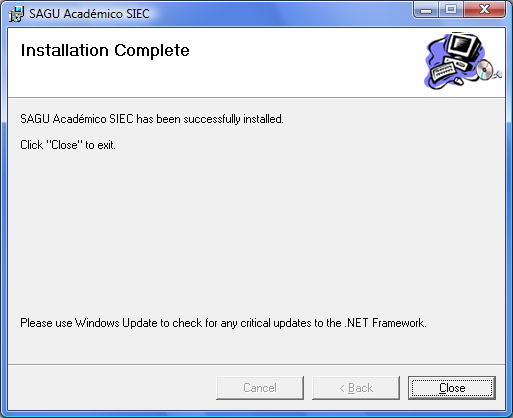 SAGU Académico SIEC
Installation Complete
SAGU Académico SIEC has been successfully installed.
Click "Close" to exit.
Please use Windows Update to check for any critical updates to the .NET Framework.
Cancel
< Back
Close